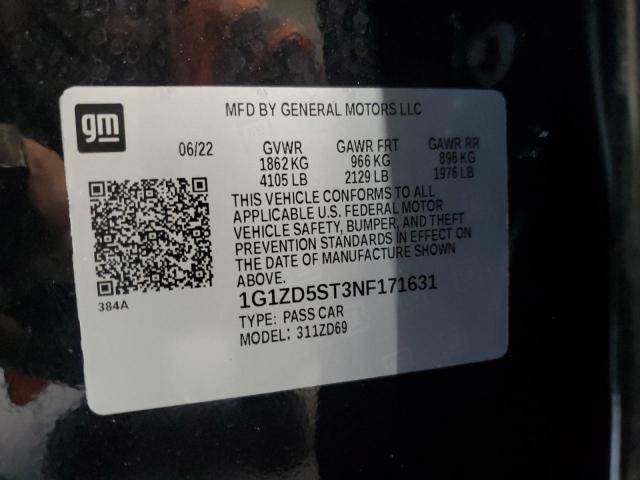 gm
MFD BY GENERAL MOTORS LLC
06/22 GVWR GAWR FRT GAWR RR
1862 KG 966 KG 896 KG
4105 LB 2129 LB 1976 LB
THIS VEHICLE CONFORMS TO ALL
APPLICABLE U.S. FEDERAL MOTOR
VEHICLE SAFETY, BUMPER, AND THEFT
PREVENTION STANDARDS IN EFFECT ON
THE DATE OF MANUFACTURE SHOWN
ABOVE.
384A
1G1ZD5ST3NF171631
TYPE: PASS CAR
MODEL: 311ZD69